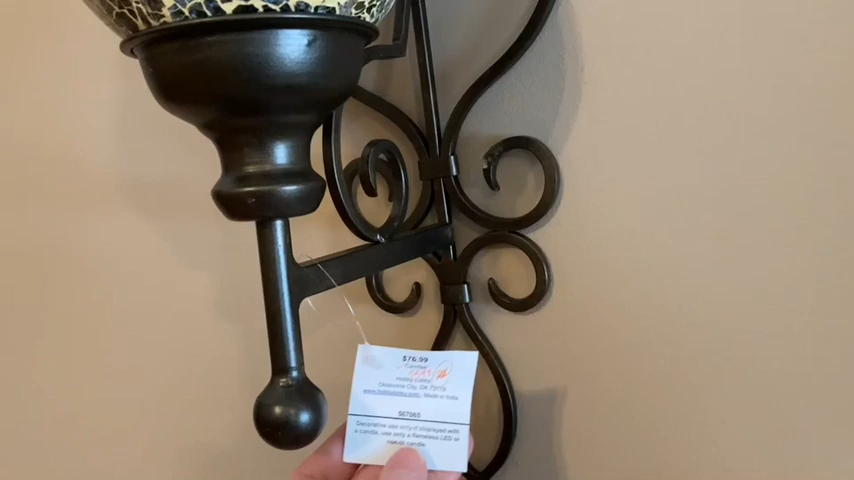 $76.99
Candles
Hobby Lobby
Oklahoma City, OK 73179
www.hobbylobby.com Made in India
567065
Decorative use only-if displayed with
a candle, use only a flameless LED or
candle.